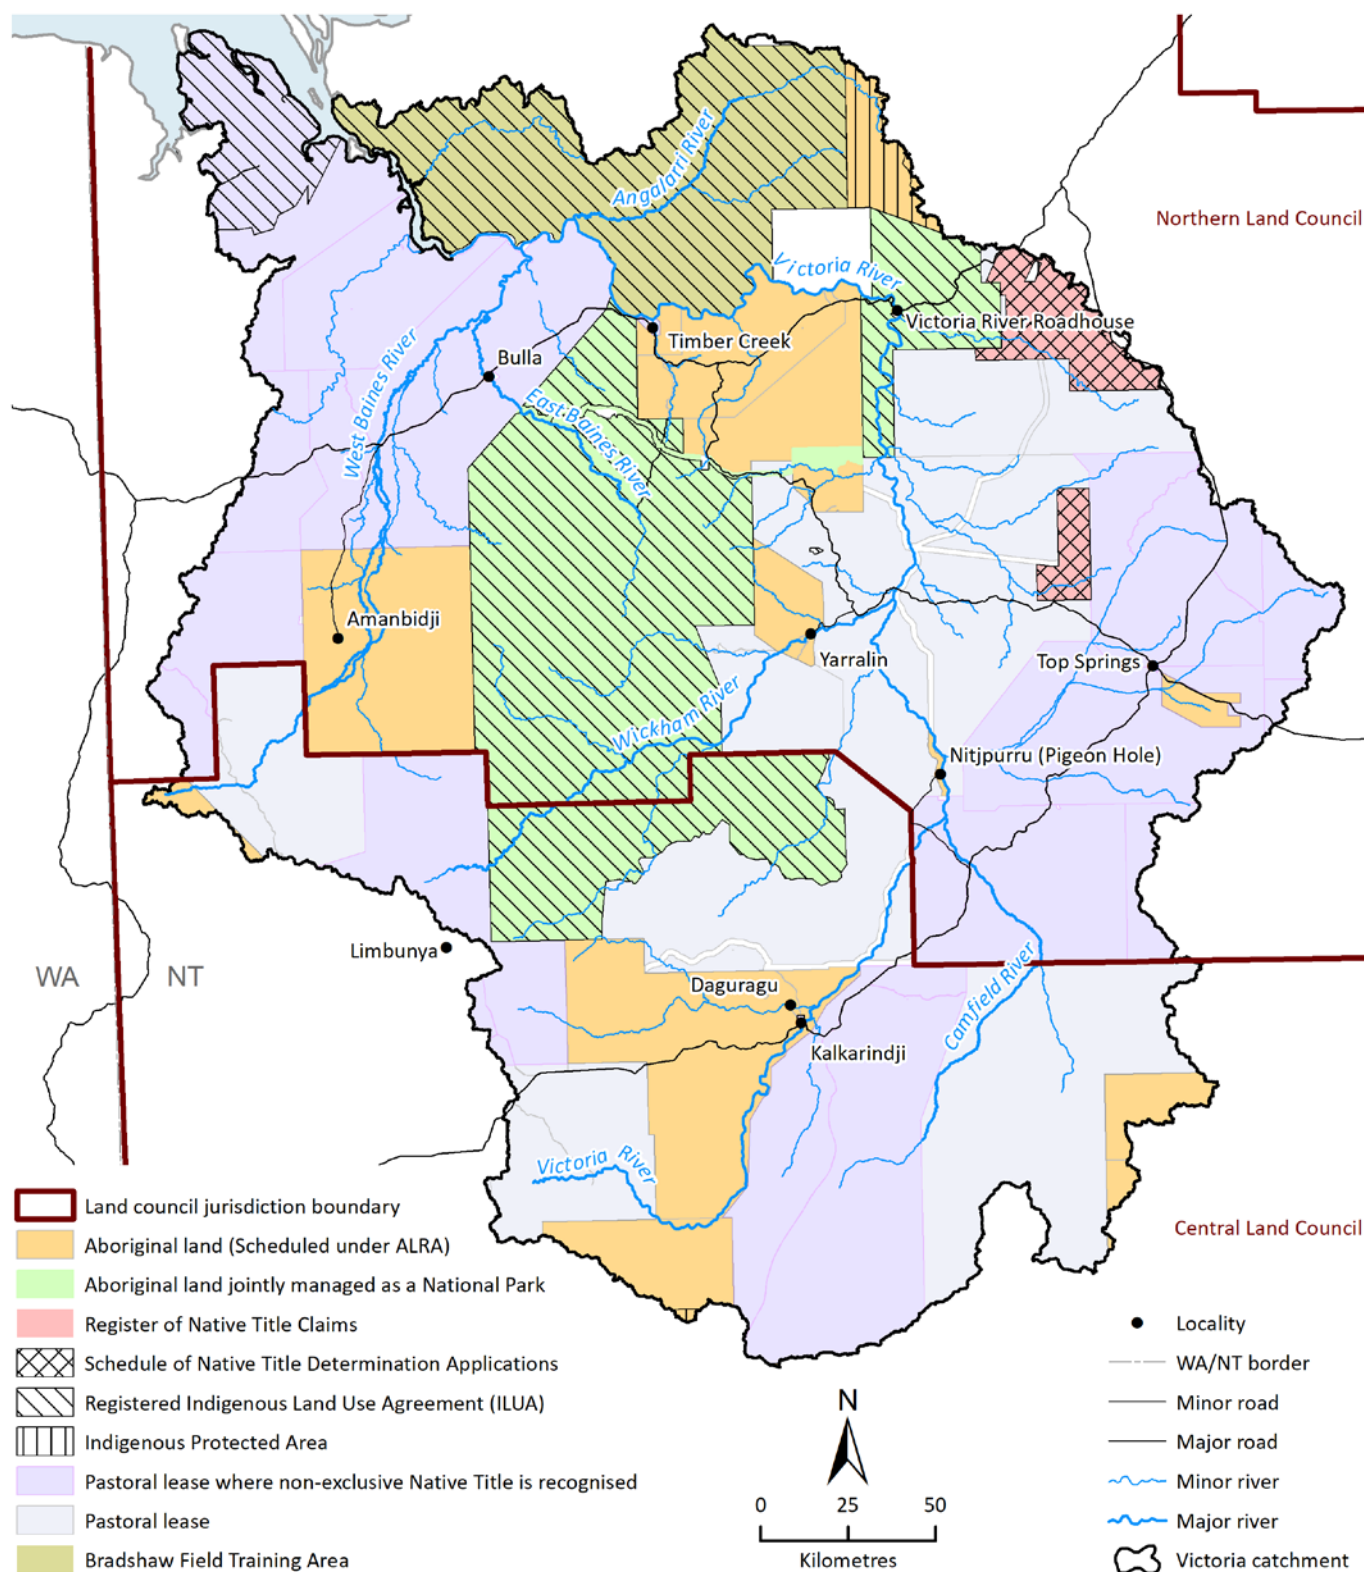 Angalarri River
Northern Land Council
Victoria River
Victoria River Roadhouse
Timber Creek
Bulla
West Baines River
East Baines River
Amanbidji
Yarralin
Top Springs
Wickham River
Nitjpurru (Pigeon Hole)
Limbunya
WA
NT
Daguragu
Camfield River
Kalkarindji
Victoria River
Land council jurisdiction boundary
Aboriginal land (Scheduled under ALRA)
Aboriginal land jointly managed as a National Park
Register of Native Title Claims
Schedule of Native Title Determination Applications
Registered Indigenous Land Use Agreement (ILUA)
Indigenous Protected Area
Pastoral lease where non-exclusive Native Title is recognised
Pastoral lease
Bradshaw Field Training Area
N
0 25 50
Kilometres
Central Land Council
Locality
WA/NT border
Minor road
Major road
Minor river
Major river
Victoria catchment